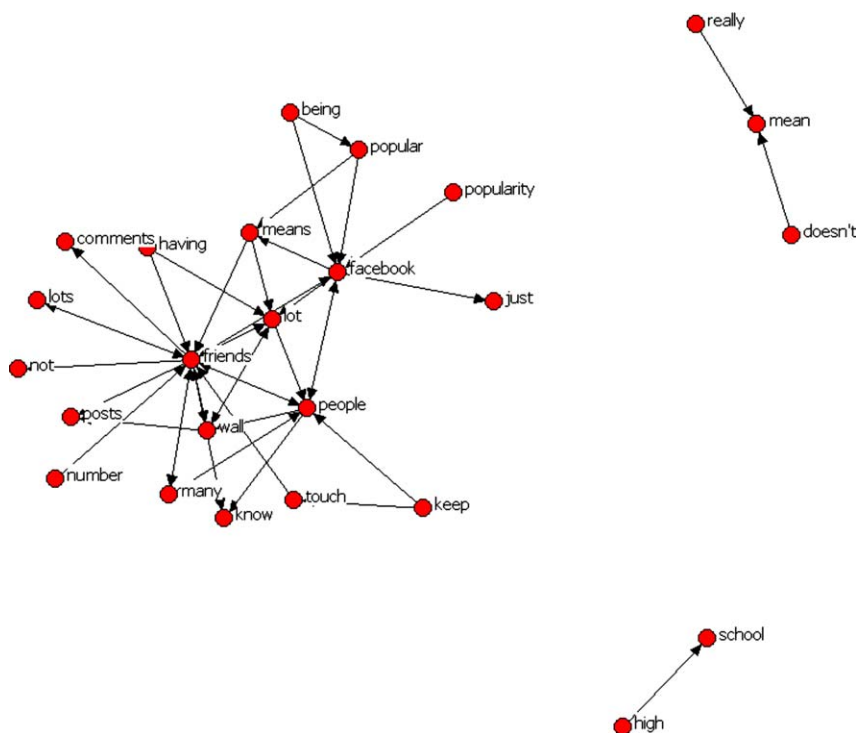 really
being
mean
popular
popularity
means
doesn't
comments
having
facebook
lots
just
lot
friends
not
people
posts
wall
number
many
touch
keep
know
school
high